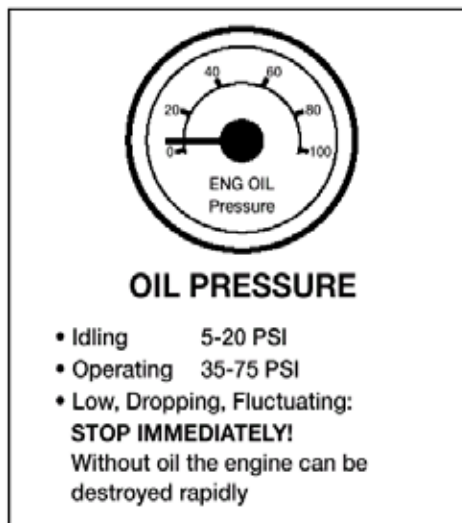 40 60
20 80
0 100
ENG OIL
Pressure
OIL PRESSURE
• Idling 5-20 PSI
• Operating 35-75 PSI
• Low, Dropping, Fluctuating:
STOP IMMEDIATELY!
Without oil the engine can be
destroyed rapidly